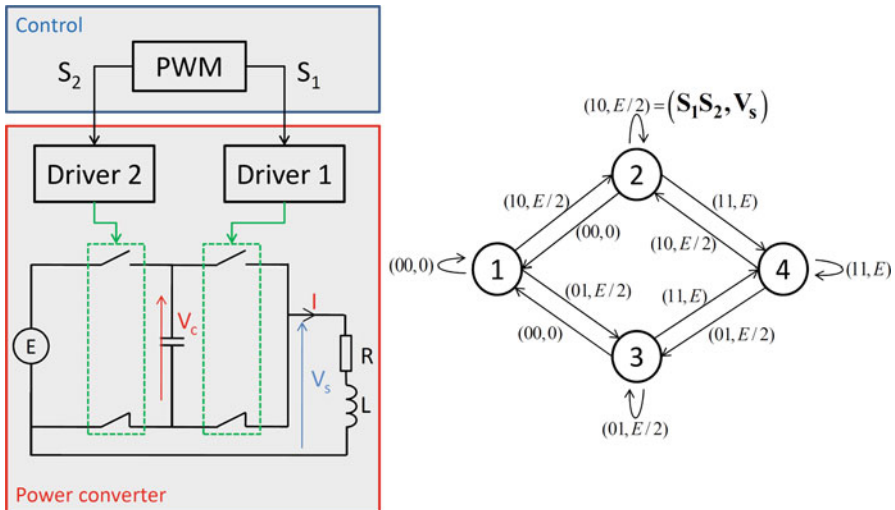 Control
PWM
S₂
S₁
Driver 2
Driver 1
E
V꜀
I
Vₛ
R
L
Power converter
(10, E/2) = (S₁S₂, Vₛ)
2
(10, E/2)
(11, E)
(00, 0)
(10, E/2)
(00, 0)
1
4
(11, E)
(01, E/2)
(11, E)
(00, 0)
(01, E/2)
3
(01, E/2)